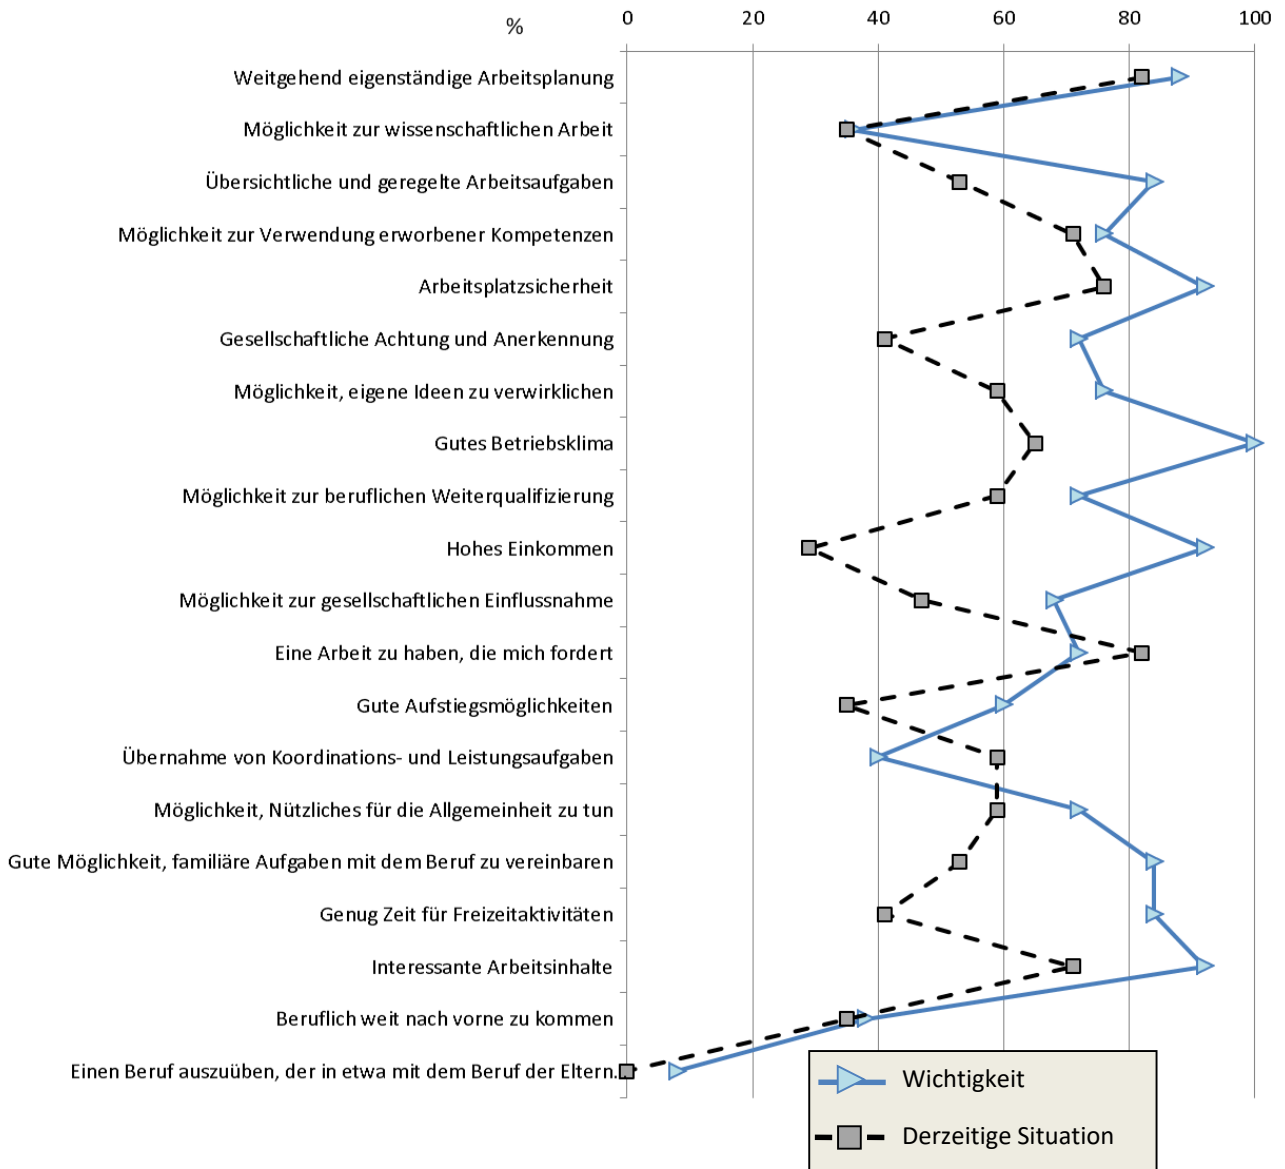 %
0 20 40 60 80 100
Weitgehend eigenständige Arbeitsplanung
Möglichkeit zur wissenschaftlichen Arbeit
Übersichtliche und geregelte Arbeitsaufgaben
Möglichkeit zur Verwendung erworbener Kompetenzen
Arbeitsplatzsicherheit
Gesellschaftliche Achtung und Anerkennung
Möglichkeit, eigene Ideen zu verwirklichen
Gutes Betriebsklima
Möglichkeit zur beruflichen Weiterqualifizierung
Hohes Einkommen
Möglichkeit zur gesellschaftlichen Einflussnahme
Eine Arbeit zu haben, die mich fordert
Gute Aufstiegsmöglichkeiten
Übernahme von Koordinations- und Leistungsaufgaben
Möglichkeit, Nützliches für die Allgemeinheit zu tun
Gute Möglichkeit, familiäre Aufgaben mit dem Beruf zu vereinbaren
Genug Zeit für Freizeitaktivitäten
Interessante Arbeitsinhalte
Beruflich weit nach vorne zu kommen
Einen Beruf auszuüben, der in etwa mit dem Beruf der Eltern.
Wichtigkeit
Derzeitige Situation